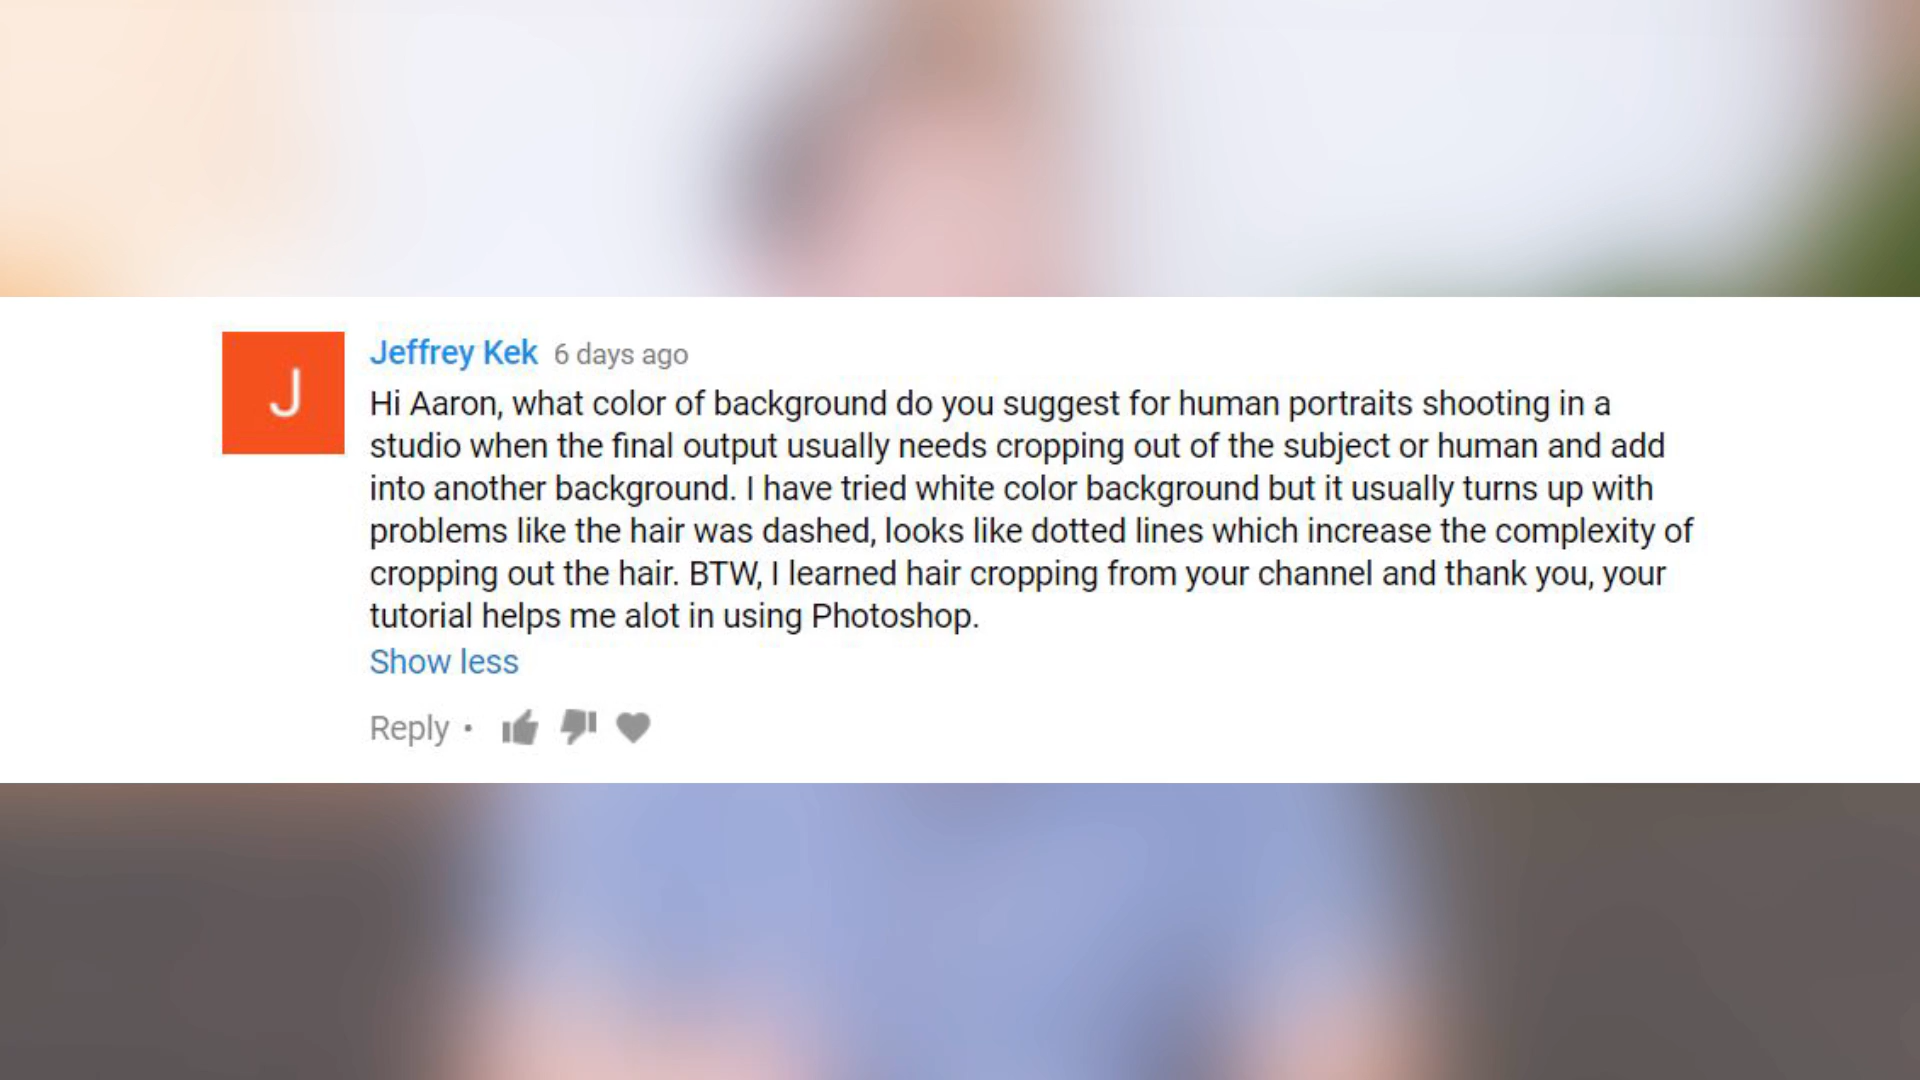 J
Jeffrey Kek 6 days ago
Hi Aaron, what color of background do you suggest for human portraits shooting in a
studio when the final output usually needs cropping out of the subject or human and add
into another background. I have tried white color background but it usually turns up with
problems like the hair was dashed, looks like dotted lines which increase the complexity of
cropping out the hair. BTW, I learned hair cropping from your channel and thank you, your
tutorial helps me alot in using Photoshop.
Show less
Reply •